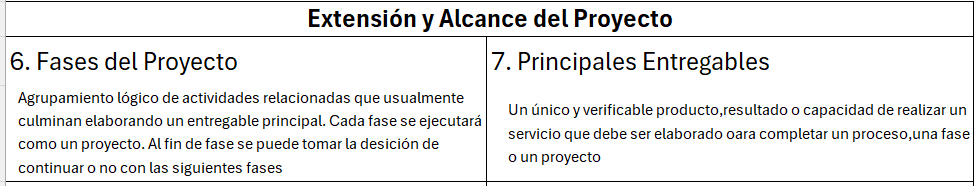 Extensión y Alcance del Proyecto
6. Fases del Proyecto
Agrupamiento lógico de actividades relacionadas que usualmente
culminan elaborando un entregable principal. Cada fase se ejecutará
como un proyecto. Al fin de fase se puede tomar la desición de
continuar o no con las siguientes fases
7. Principales Entregables
Un único y verificable producto,resultado o capacidad de realizar un
servicio que debe ser elaborado oara completar un proceso,una fase
o un proyecto